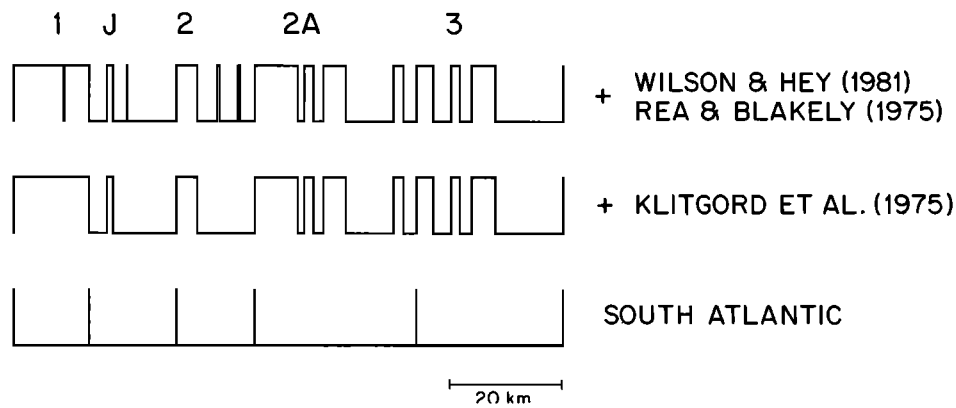 1 J 2 2A 3
+ WILSON & HEY (1981)
REA & BLAKELY (1975)
+ KLITGORD ET AL. (1975)
SOUTH ATLANTIC
20 km